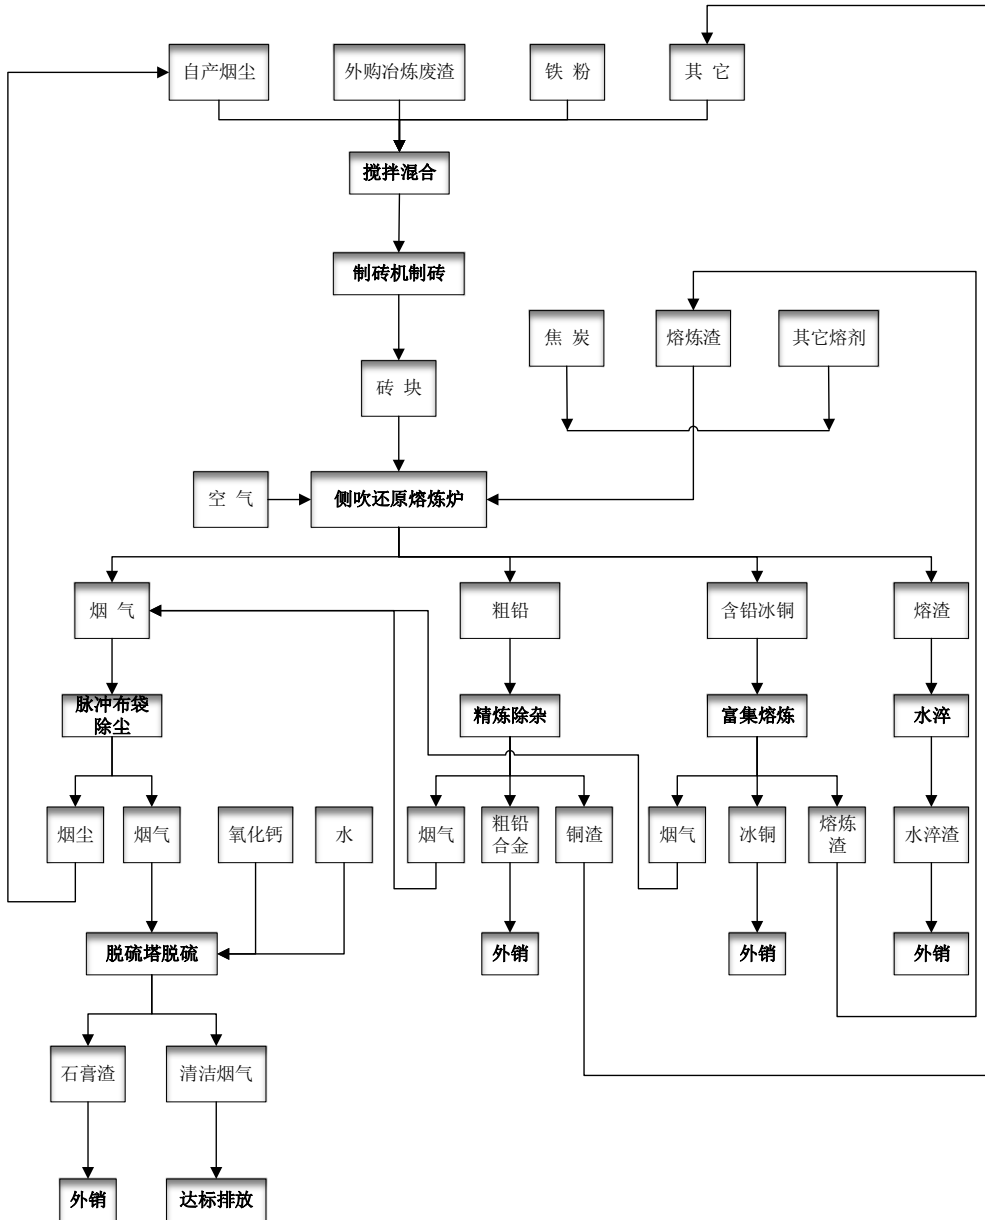 自产烟尘
外购冶炼废渣
铁 粉
其 它
搅拌混合
制砖机制砖
焦 炭
熔炼渣
其它熔剂
砖 块
空 气
侧吹还原熔炼炉
烟 气
粗铅
含铅冰铜
熔渣
脉冲布袋
除尘
精炼除杂
富集熔炼
水淬
烟尘
烟气
氧化钙
水
烟气
粗铅
合金
铜渣
烟气
冰铜
熔炼
渣
水淬渣
脱硫塔脱硫
外销
外销
外销
石膏渣
清洁烟气
外销
达标排放